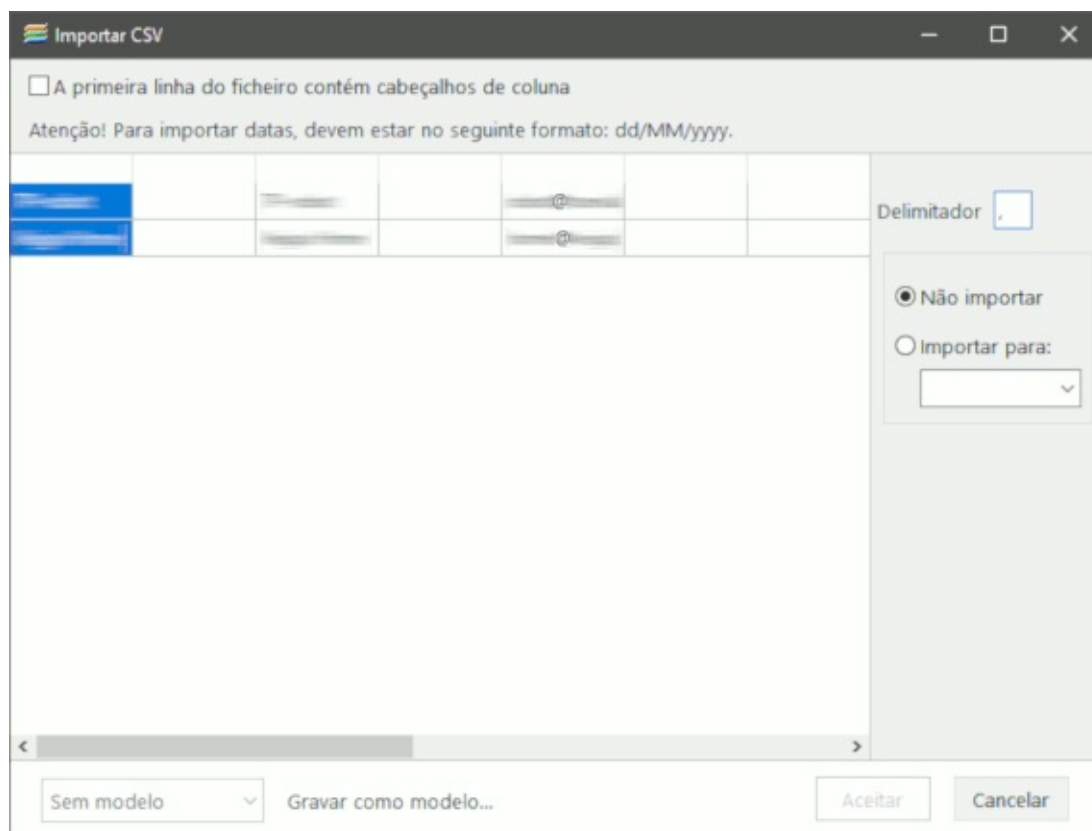 Importar CSV
A primeira linha do ficheiro contém cabeçalhos de coluna
Atenção! Para importar datas, devem estar no seguinte formato: dd/MM/yyyy.
@
@
Delimitador ,
Não importar
Importar para:
Sem modelo
Gravar como modelo...
Aceitar
Cancelar